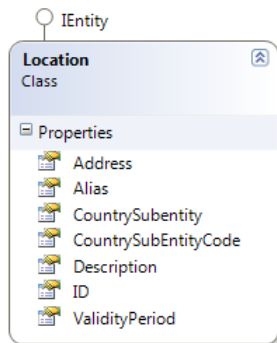 IEntity
Location
Class
Properties
Address
Alias
CountrySubentity
CountrySubEntityCode
Description
ID
ValidityPeriod